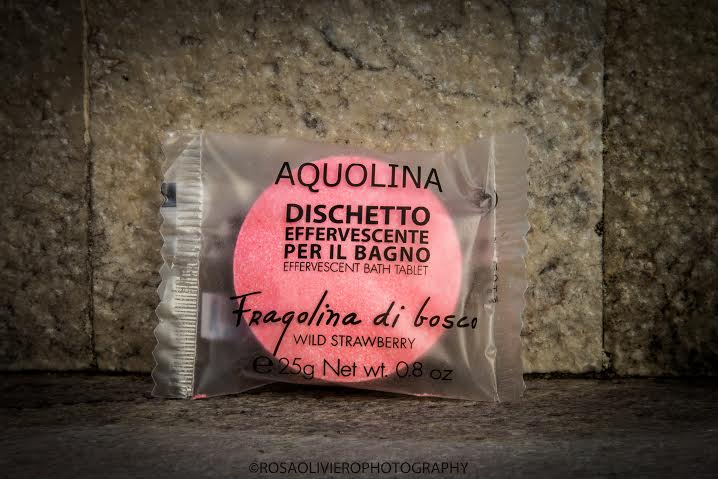 AQUOLINA
DISCHETTO
EFFERVESCENTE
PER IL BAGNO
EFFERVESCENT BATH TABLET
Fragolina di bosco
WILD STRAWBERRY
e 25g Net wt. 0.8 oz
©ROSAOLIVIEROPHOTOGRAPHY